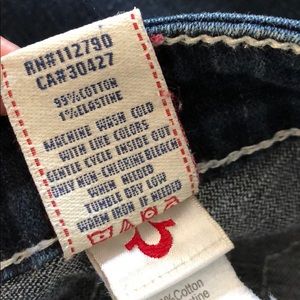 RN#112790
CA#30427
99%COTTON
1%ELASTINE
MACHINE WASH COLD
WITH LIKE COLORS
GENTLE CYCLE INSIDE OUT
ONLY NON-CHLORINE BLEACH
WHEN NEEDED
TUMBLE DRY LOW
WARM IRON IF NEEDED
% Cotton